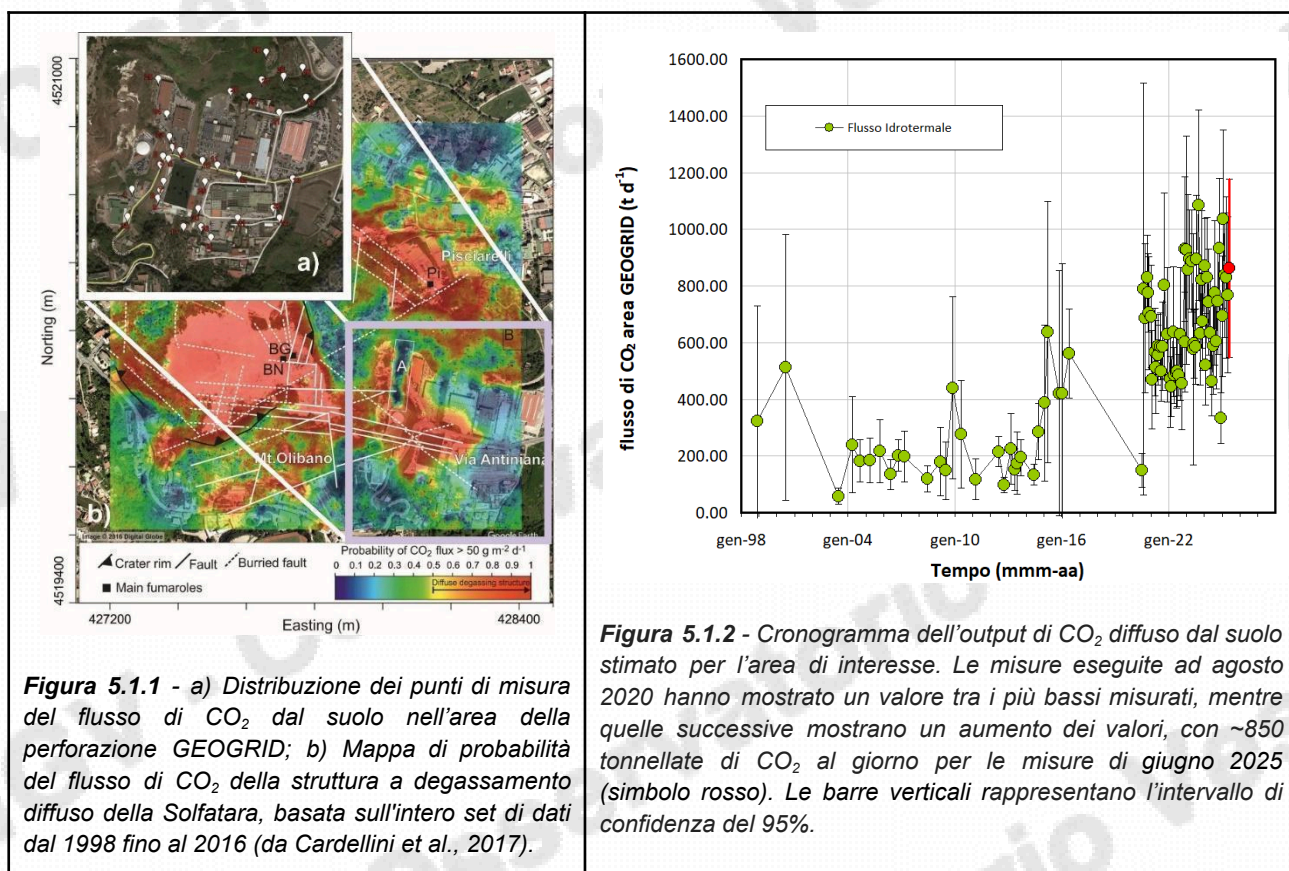 a)
Pisciarelli
Pi
B
BG
BN
A
Mt.Olibano
Via Antiniana
b)
4521000
Norting (m)
4519400
Image © 2016 Digital Globe
Crater rim Fault Burried fault
Main fumaroles
Probability of CO₂ flux > 50 g m⁻² d⁻¹
0 0.1 0.2 0.3 0.4 0.5 0.6 0.7 0.8 0.9 1
Diffuse degassing structure
427200
428400
Easting (m)
Figura 5.1.1 - a) Distribuzione dei punti di misura
del flusso di CO₂ dal suolo nell'area della
perforazione GEOGRID; b) Mappa di probabilità
del flusso di CO₂ della struttura a degassamento
diffuso della Solfatara, basata sull'intero set di dati
dal 1998 fino al 2016 (da Cardellini et al., 2017).
flusso di CO₂ area GEOGRID (t d⁻¹)
1600.00
1400.00
1200.00
1000.00
800.00
600.00
400.00
200.00
0.00
Flusso Idrotermale
gen-98 gen-04 gen-10 gen-16 gen-22
Tempo (mmm-aa)
Figura 5.1.2 - Cronogramma dell'output di CO₂ diffuso dal suolo
stimato per l'area di interesse. Le misure eseguite ad agosto
2020 hanno mostrato un valore tra i più bassi misurati, mentre
quelle successive mostrano un aumento dei valori, con ~850
tonnellate di CO₂ al giorno per le misure di giugno 2025
(simbolo rosso). Le barre verticali rappresentano l'intervallo di
confidenza del 95%.